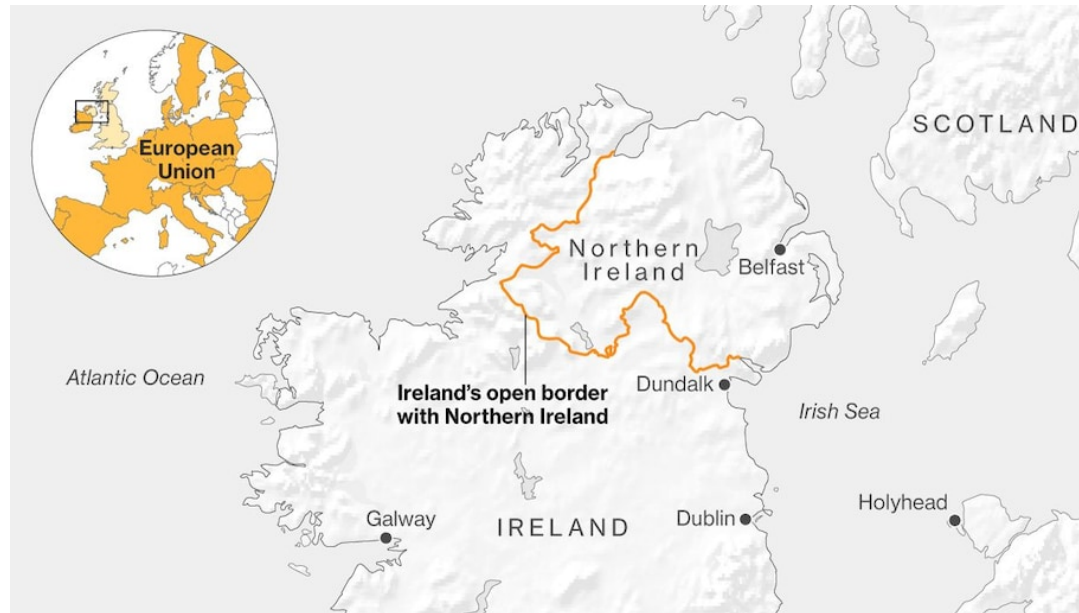 European
Union
SCOTLAND
Northern
Ireland
Belfast
Atlantic Ocean
Ireland's open border
with Northern Ireland
Dundalk
Irish Sea
Galway
IRELAND
Dublin
Holyhead